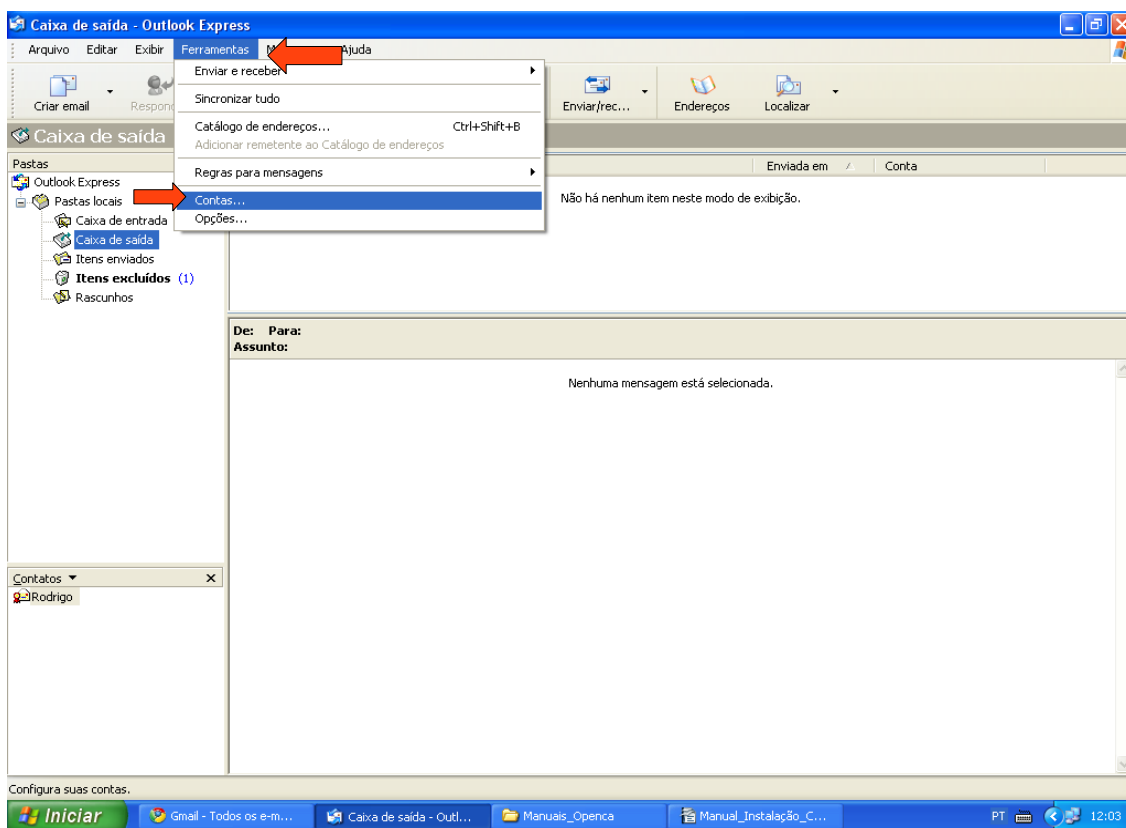 Caixa de saída - Outlook Express
Arquivo Editar Exibir Ferramentas Ajuda
Enviar e receber
Sincronizar tudo
Catálogo de endereços... Ctrl+Shift+B
Adicionar remetente ao Catálogo de endereços
Regras para mensagens
Contas...
Opções...
Criar email
Enviar/rec... Endereços Localizar
Caixa de saída
Pastas
Enviada em Conta
Não há nenhum item neste modo de exibição.
Outlook Express
Pastas locais
Caixa de entrada
Caixa de saída
Itens enviados
Itens excluídos (1)
Rascunhos
De: Para:
Assunto:
Nenhuma mensagem está selecionada.
Contatos
Rodrigo
Configura suas contas.
Iniciar
Gmail - Todos os e-m...
Caixa de saída - Outl...
Manuais_Openca
Manual_Instalação_C...
PT
12:03